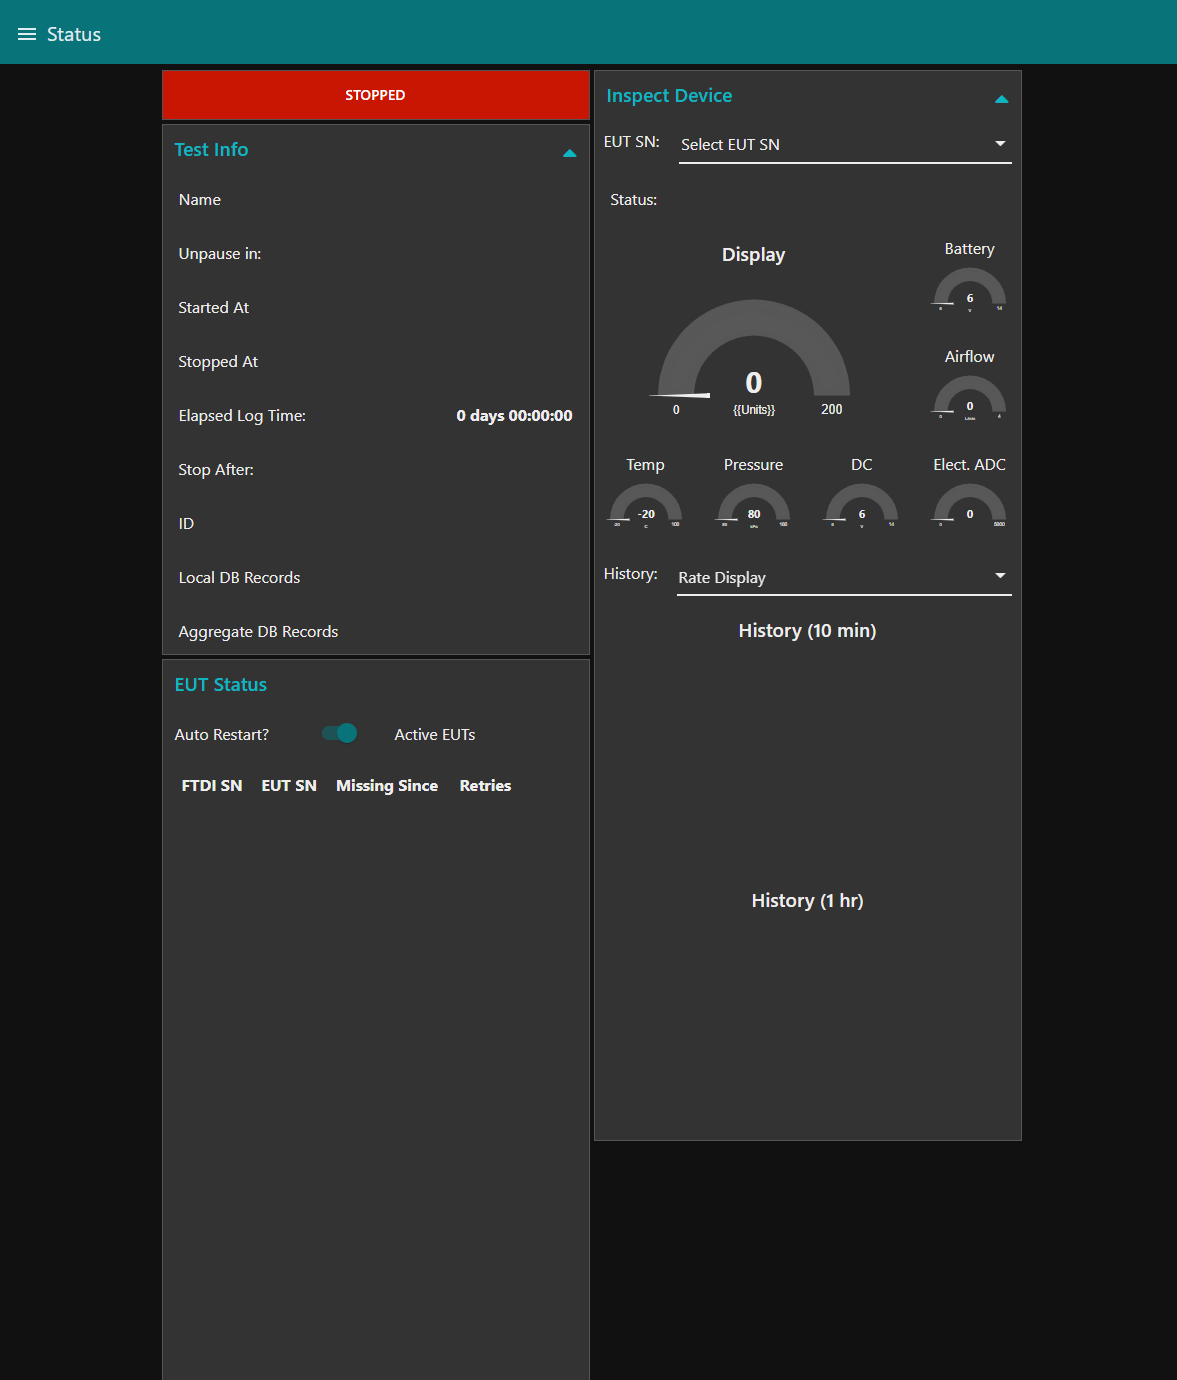 Status
STOPPED
Test Info
Name
Unpause in:
Started At
Stopped At
Elapsed Log Time: 0 days 00:00:00
Stop After:
ID
Local DB Records
Aggregate DB Records
EUT Status
Auto Restart? Active EUTs
FTDI SN EUT SN Missing Since Retries
Inspect Device
EUT SN: Select EUT SN
Status:
Display
0
0 {{Units}} 200
Battery
6
6 V 14
Airflow
0
0 L/min 4
Temp
-20
-20 C 100
Pressure
80
80 kPa 160
DC
6
6 V 14
Elect. ADC
0
0 5000
History: Rate Display
History (10 min)
History (1 hr)